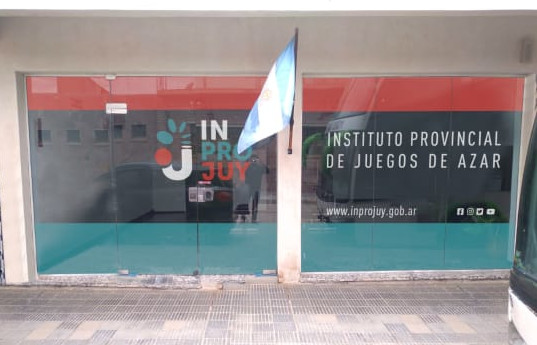 IN
PRO
JUY
INSTITUTO PROVINCIAL
DE JUEGOS DE AZAR
www.inprojuy.gob.ar